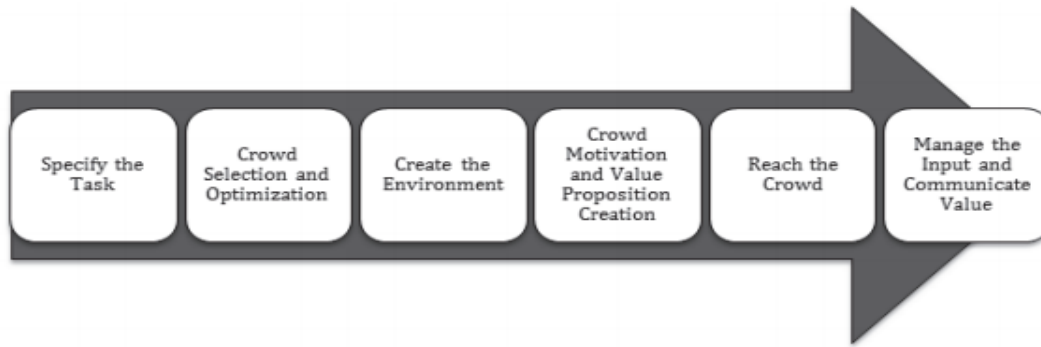 Specify the
Task
Crowd
Selection and
Optimization
Create the
Environment
Crowd
Motivation
and Value
Proposition
Creation
Reach the
Crowd
Manage the
Input and
Communicate
Value